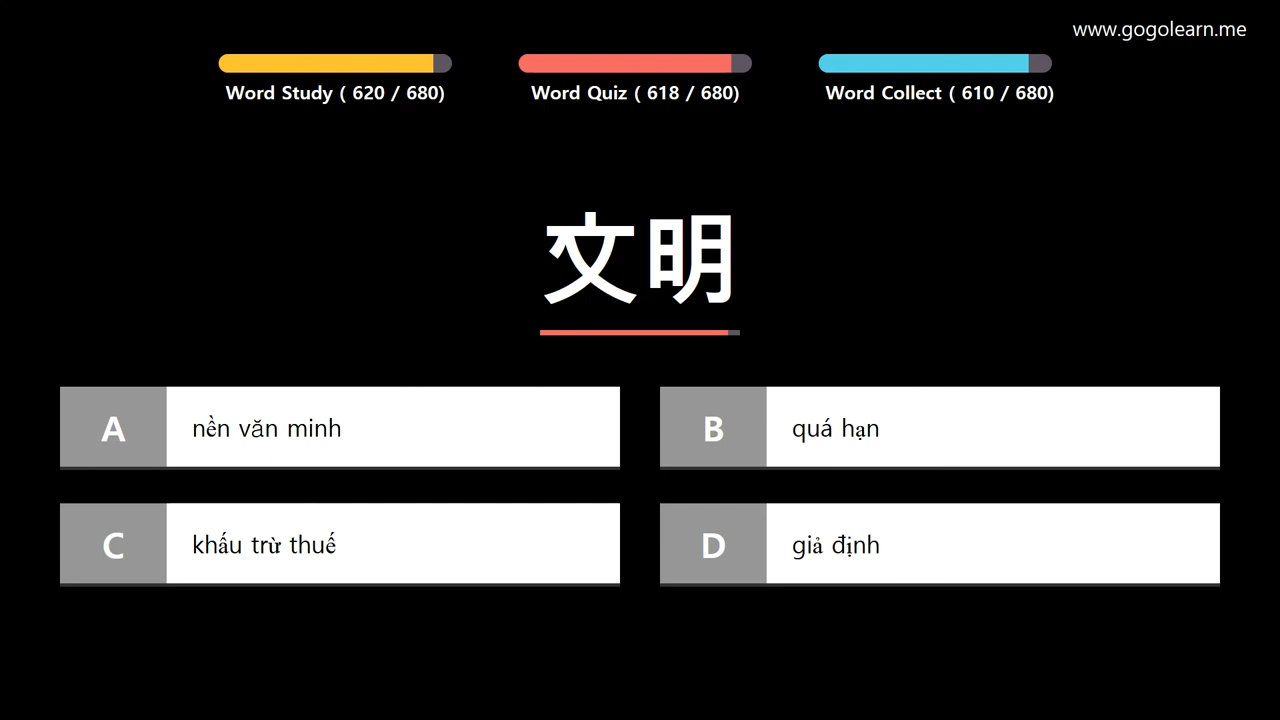 www.gogolearn.me
Word Study ( 620 / 680)
Word Quiz ( 618 / 680)
Word Collect ( 610 / 680)
文明
A nền văn minh
B quá hạn
C khấu trừ thuế
D giả định